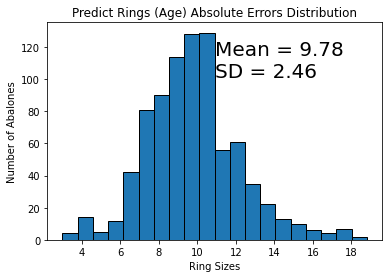 Predict Rings (Age) Absolute Errors Distribution
Mean = 9.78
SD = 2.46
Number of Abalones
120
100
80
60
40
20
0
4 6 8 10 12 14 16 18
Ring Sizes